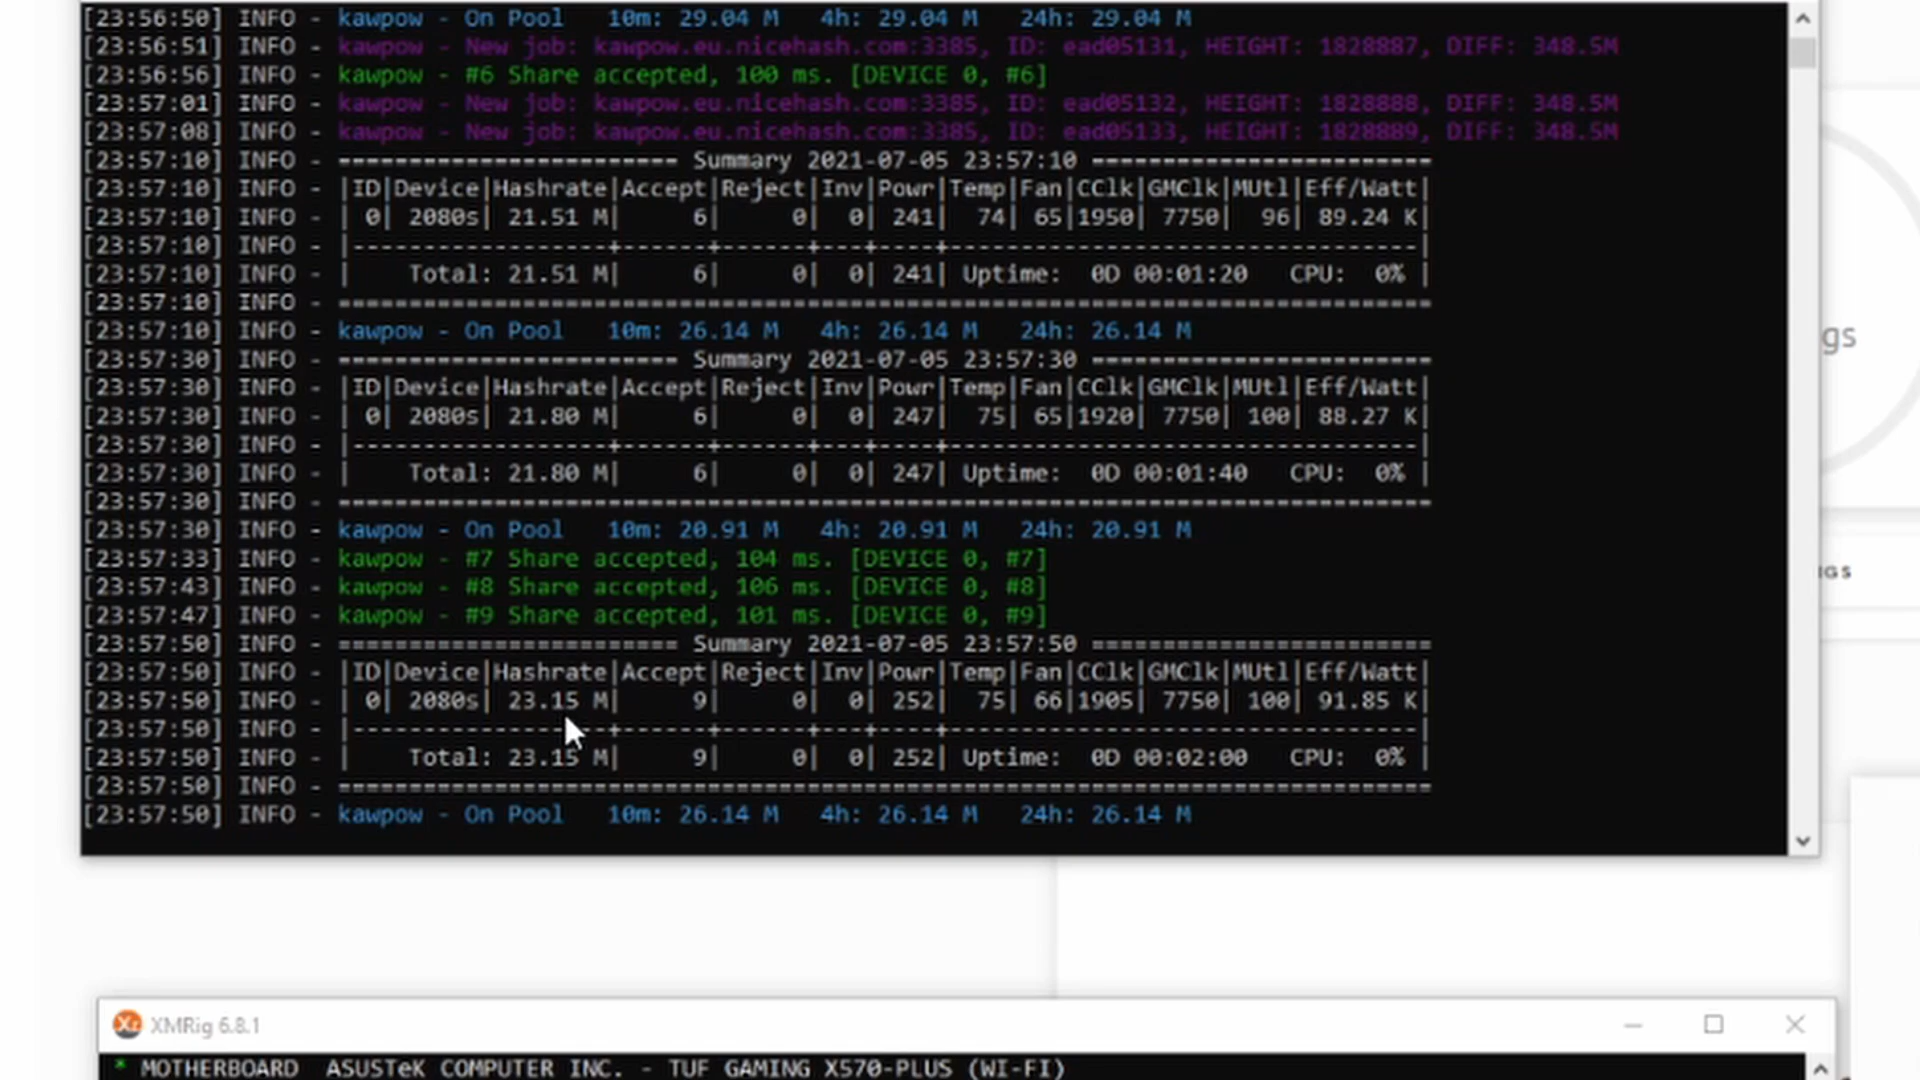 [23:56:50] INFO - kawpow - On Pool   10m: 29.04 M   4h: 29.04 M   24h: 29.04 M
[23:56:51] INFO - kawpow - New job: kawpow.eu.nicehash.com:3385, ID: ead05131, HEIGHT: 1828887, DIFF: 348.5M
[23:56:56] INFO - kawpow - #6 Share accepted, 100 ms. [DEVICE 0, #6]
[23:57:01] INFO - kawpow - New job: kawpow.eu.nicehash.com:3385, ID: ead05132, HEIGHT: 1828888, DIFF: 348.5M
[23:57:08] INFO - kawpow - New job: kawpow.eu.nicehash.com:3385, ID: ead05133, HEIGHT: 1828889, DIFF: 348.5M
[23:57:10] INFO - ======================== Summary 2021-07-05 23:57:10 ========================
[23:57:10] INFO - |ID|Device|Hashrate|Accept|Reject|Inv|Powr|Temp|Fan|CClk|GMClk|MUtl|Eff/Watt|
[23:57:10] INFO - | 0| 2080s| 21.51 M|     6|     0|  0| 241|  74| 65|1950| 7750|  96| 89.24 K|
[23:57:10] INFO - |------------------+------+------+---+----+---------------------------------|
[23:57:10] INFO - |    Total: 21.51 M|     6|     0|  0| 241| Uptime:  0D 00:01:20   CPU:  0% |
[23:57:10] INFO - =============================================================================
[23:57:10] INFO - kawpow - On Pool   10m: 26.14 M   4h: 26.14 M   24h: 26.14 M
[23:57:30] INFO - ======================== Summary 2021-07-05 23:57:30 ========================
[23:57:30] INFO - |ID|Device|Hashrate|Accept|Reject|Inv|Powr|Temp|Fan|CClk|GMClk|MUtl|Eff/Watt|
[23:57:30] INFO - | 0| 2080s| 21.80 M|     6|     0|  0| 247|  75| 65|1920| 7750| 100| 88.27 K|
[23:57:30] INFO - |------------------+------+------+---+----+---------------------------------|
[23:57:30] INFO - |    Total: 21.80 M|     6|     0|  0| 247| Uptime:  0D 00:01:40   CPU:  0% |
[23:57:30] INFO - =============================================================================
[23:57:30] INFO - kawpow - On Pool   10m: 20.91 M   4h: 20.91 M   24h: 20.91 M
[23:57:33] INFO - kawpow - #7 Share accepted, 104 ms. [DEVICE 0, #7]
[23:57:43] INFO - kawpow - #8 Share accepted, 106 ms. [DEVICE 0, #8]
[23:57:47] INFO - kawpow - #9 Share accepted, 101 ms. [DEVICE 0, #9]
[23:57:50] INFO - ======================== Summary 2021-07-05 23:57:50 ========================
[23:57:50] INFO - |ID|Device|Hashrate|Accept|Reject|Inv|Powr|Temp|Fan|CClk|GMClk|MUtl|Eff/Watt|
[23:57:50] INFO - | 0| 2080s| 23.15 M|     9|     0|  0| 252|  75| 66|1905| 7750| 100| 91.85 K|
[23:57:50] INFO - |------------------+------+------+---+----+---------------------------------|
[23:57:50] INFO - |    Total: 23.15 M|     9|     0|  0| 252| Uptime:  0D 00:02:00   CPU:  0% |
[23:57:50] INFO - =============================================================================
[23:57:50] INFO - kawpow - On Pool   10m: 26.14 M   4h: 26.14 M   24h: 26.14 M
gs
GS
XMRig 6.8.1
* MOTHERBOARD  ASUSTeK COMPUTER INC. - TUF GAMING X570-PLUS (WI-FI)